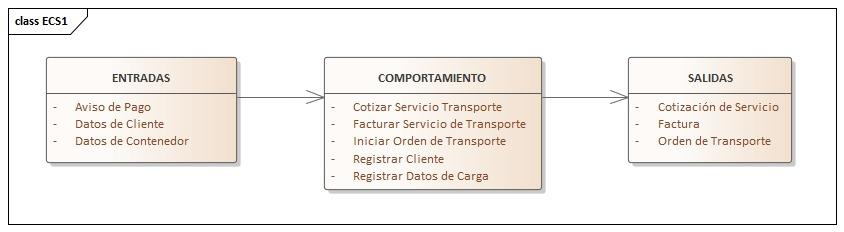 class ECS1
ENTRADAS
- Aviso de Pago
- Datos de Cliente
- Datos de Contenedor
COMPORTAMIENTO
- Cotizar Servicio Transporte
- Facturar Servicio de Transporte
- Iniciar Orden de Transporte
- Registrar Cliente
- Registrar Datos de Carga
SALIDAS
- Cotización de Servicio
- Factura
- Orden de Transporte